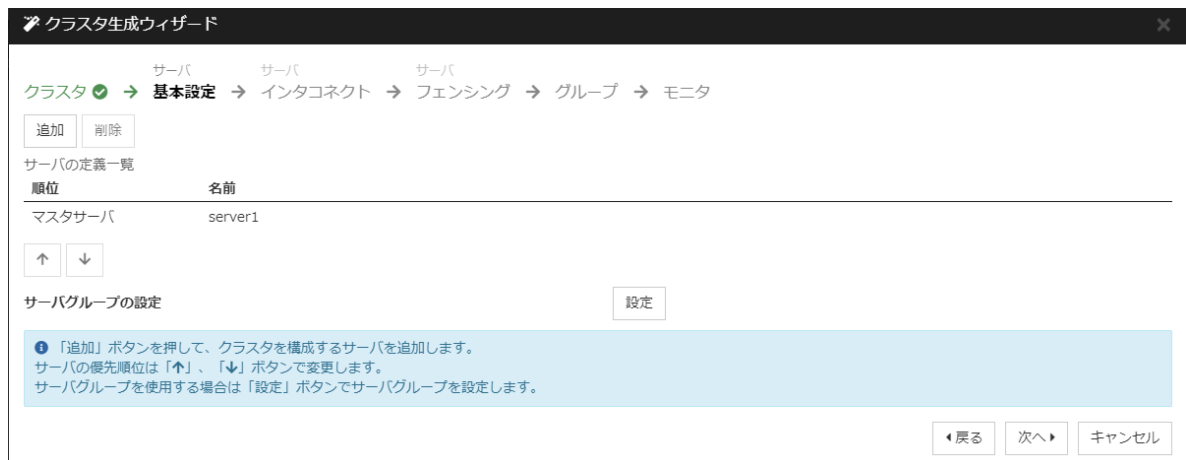 クラスタ生成ウィザード
サーバ サーバ サーバ
クラスタ → 基本設定 → インタコネクト → フェンシング → グループ → モニタ
追加 削除
サーバの定義一覧
順位 名前
マスタサーバ server1
↑ ↓
サーバグループの設定 設定
「追加」ボタンを押して、クラスタを構成するサーバを追加します。
サーバの優先順位は「↑」、「↓」ボタンで変更します。
サーバグループを使用する場合は「設定」ボタンでサーバグループを設定します。
戻る 次へ キャンセル